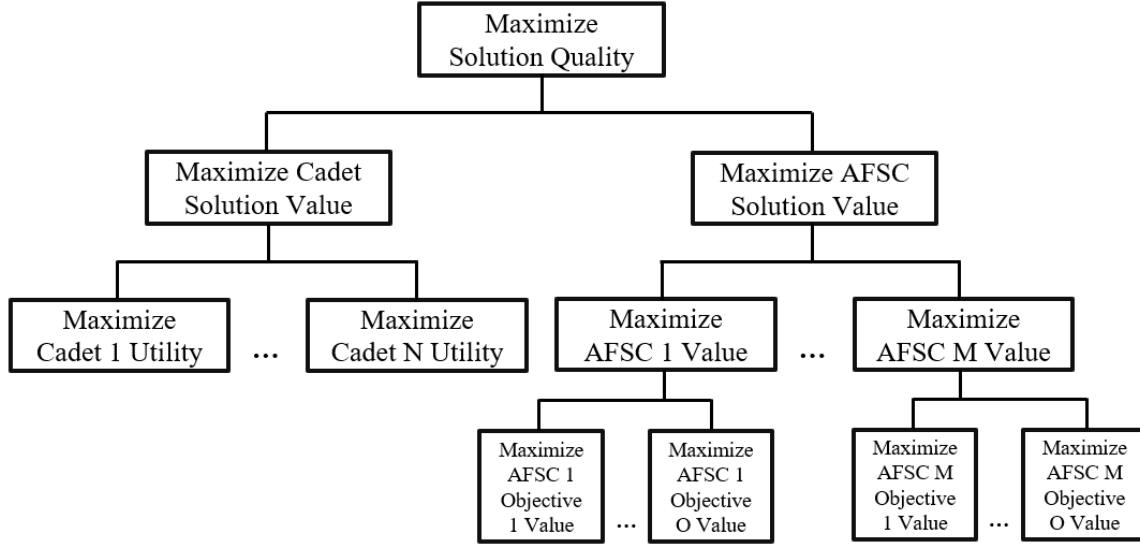 Maximize
Solution Quality
Maximize Cadet
Solution Value
Maximize AFSC
Solution Value
Maximize
Cadet 1 Utility
...
Maximize
Cadet N Utility
Maximize
AFSC 1 Value
...
Maximize
AFSC M Value
Maximize
AFSC 1
Objective
1 Value
...
Maximize
AFSC 1
Objective
O Value
Maximize
AFSC M
Objective
1 Value
...
Maximize
AFSC M
Objective
O Value